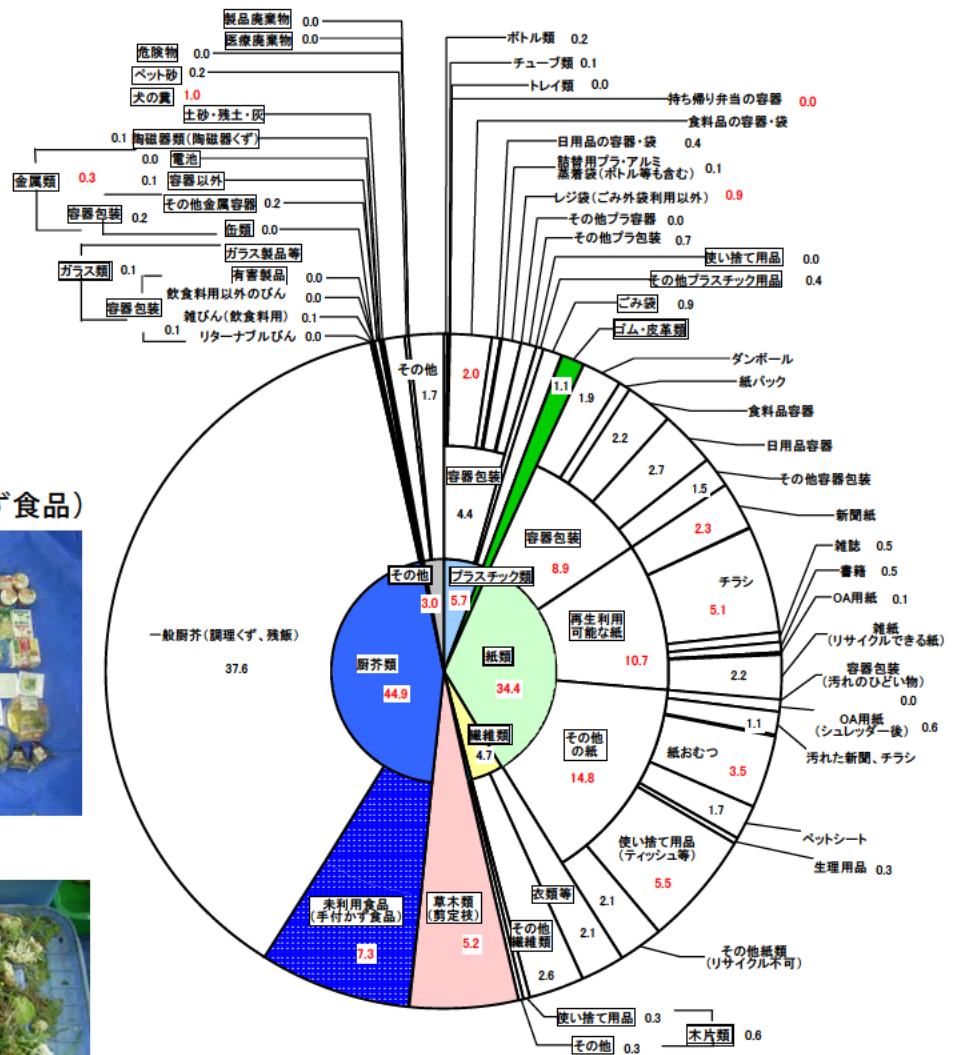 製品廃棄物 0.0
医療廃棄物 0.0
危険物 0.0
ペット砂 0.2
犬の糞 1.0
土砂・残土・灰
0.1 陶磁器類(陶磁器くず)
0.0 電池
金属類 0.3
0.1 容器以外
その他金属容器 0.2
容器包装 0.2
缶類 0.0
ガラス製品等
ガラス類 0.1
有害製品 0.0
飲食料用以外のびん 0.0
容器包装
雑びん(飲食料用) 0.1
0.1
リターナブルびん 0.0
ボトル類 0.2
チューブ類 0.1
トレイ類 0.0
持ち帰り弁当の容器 0.0
食料品の容器・袋
日用品の容器・袋 0.4
詰替用プラ・アルミ
蒸着袋(ボトル等も含む) 0.1
レジ袋(ごみ外袋利用以外) 0.9
その他プラ容器 0.0
その他プラ包装 0.7
使い捨て用品 0.0
その他プラスチック用品 0.4
ごみ袋 0.9
ゴム・皮革類
ダンボール
紙パック
食料品容器
日用品容器
その他容器包装
新聞紙
雑誌 0.5
書籍 0.5
OA用紙 0.1
雑紙
(リサイクルできる紙)
容器包装
(汚れのひどい物)
0.0
OA用紙
(シュレッダー後) 0.6
汚れた新聞、チラシ
ペットシート
生理用品 0.3
その他紙類
(リサイクル不可)
その他
1.7
2.0
1.1
1.9
2.2
2.7
1.5
2.3
チラシ
5.1
2.2
1.1
紙おむつ
3.5
1.7
使い捨て用品
(ティッシュ等)
5.5
2.1
容器包装
4.4
容器包装
8.9
再生利用
可能な紙
10.7
その他
の紙
14.8
その他
3.0
プラスチック類
5.7
紙類
34.4
繊維類
4.7
厨芥類
44.9
一般厨芥(調理くず、残飯)
37.6
未利用食品
(手付かず食品)
7.3
草木類
(剪定枝)
5.2
衣類等
2.1
その他
繊維類
2.6
使い捨て用品 0.3
その他 0.3
木片類 0.6
ず食品)